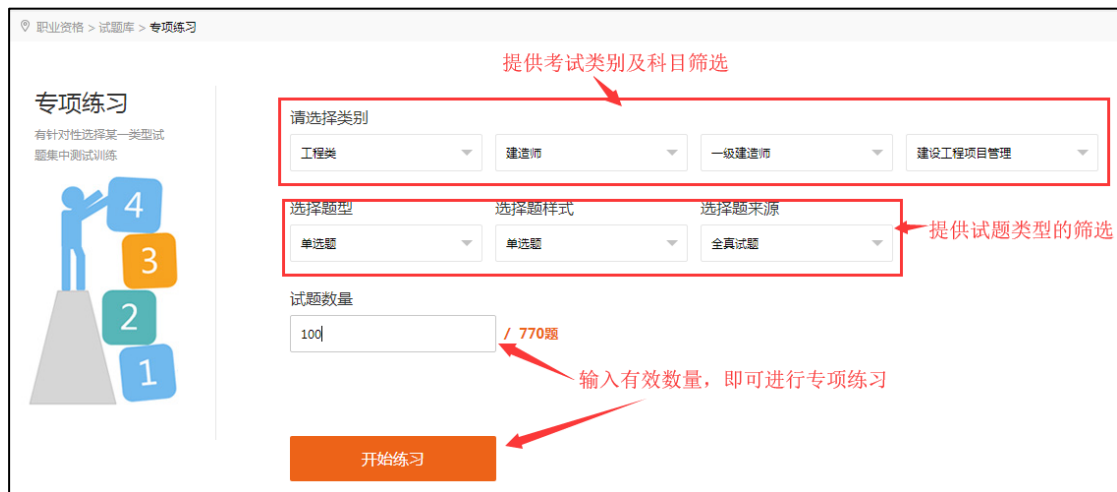 职业资格 > 试题库 > 专项练习
提供考试类别及科目筛选
专项练习
有针对性选择某一类型试
题集中测试训练
4
3
2
1
请选择类别
工程类 建造师 一级建造师 建设工程项目管理
选择题型 选择题样式 选择题来源
单选题 单选题 全真试题
提供试题类型的筛选
试题数量
100 / 770题
输入有效数量，即可进行专项练习
开始练习